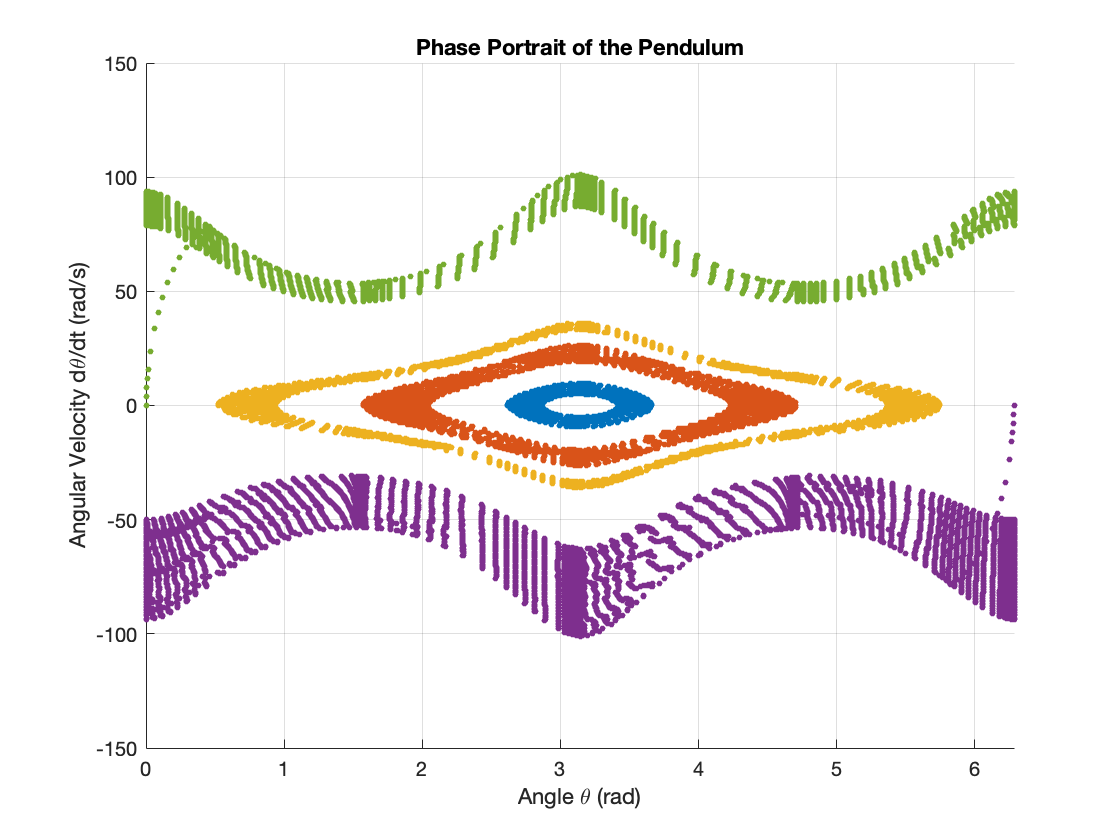 Phase Portrait of the Pendulum
150
100
50
0
-50
-100
-150
Angular Velocity dθ/dt (rad/s)
0 1 2 3 4 5 6
Angle θ (rad)